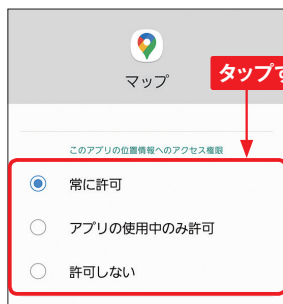 マップ
タップす
このアプリの位置情報へのアクセス権限
常に許可
アプリの使用中のみ許可
許可しない